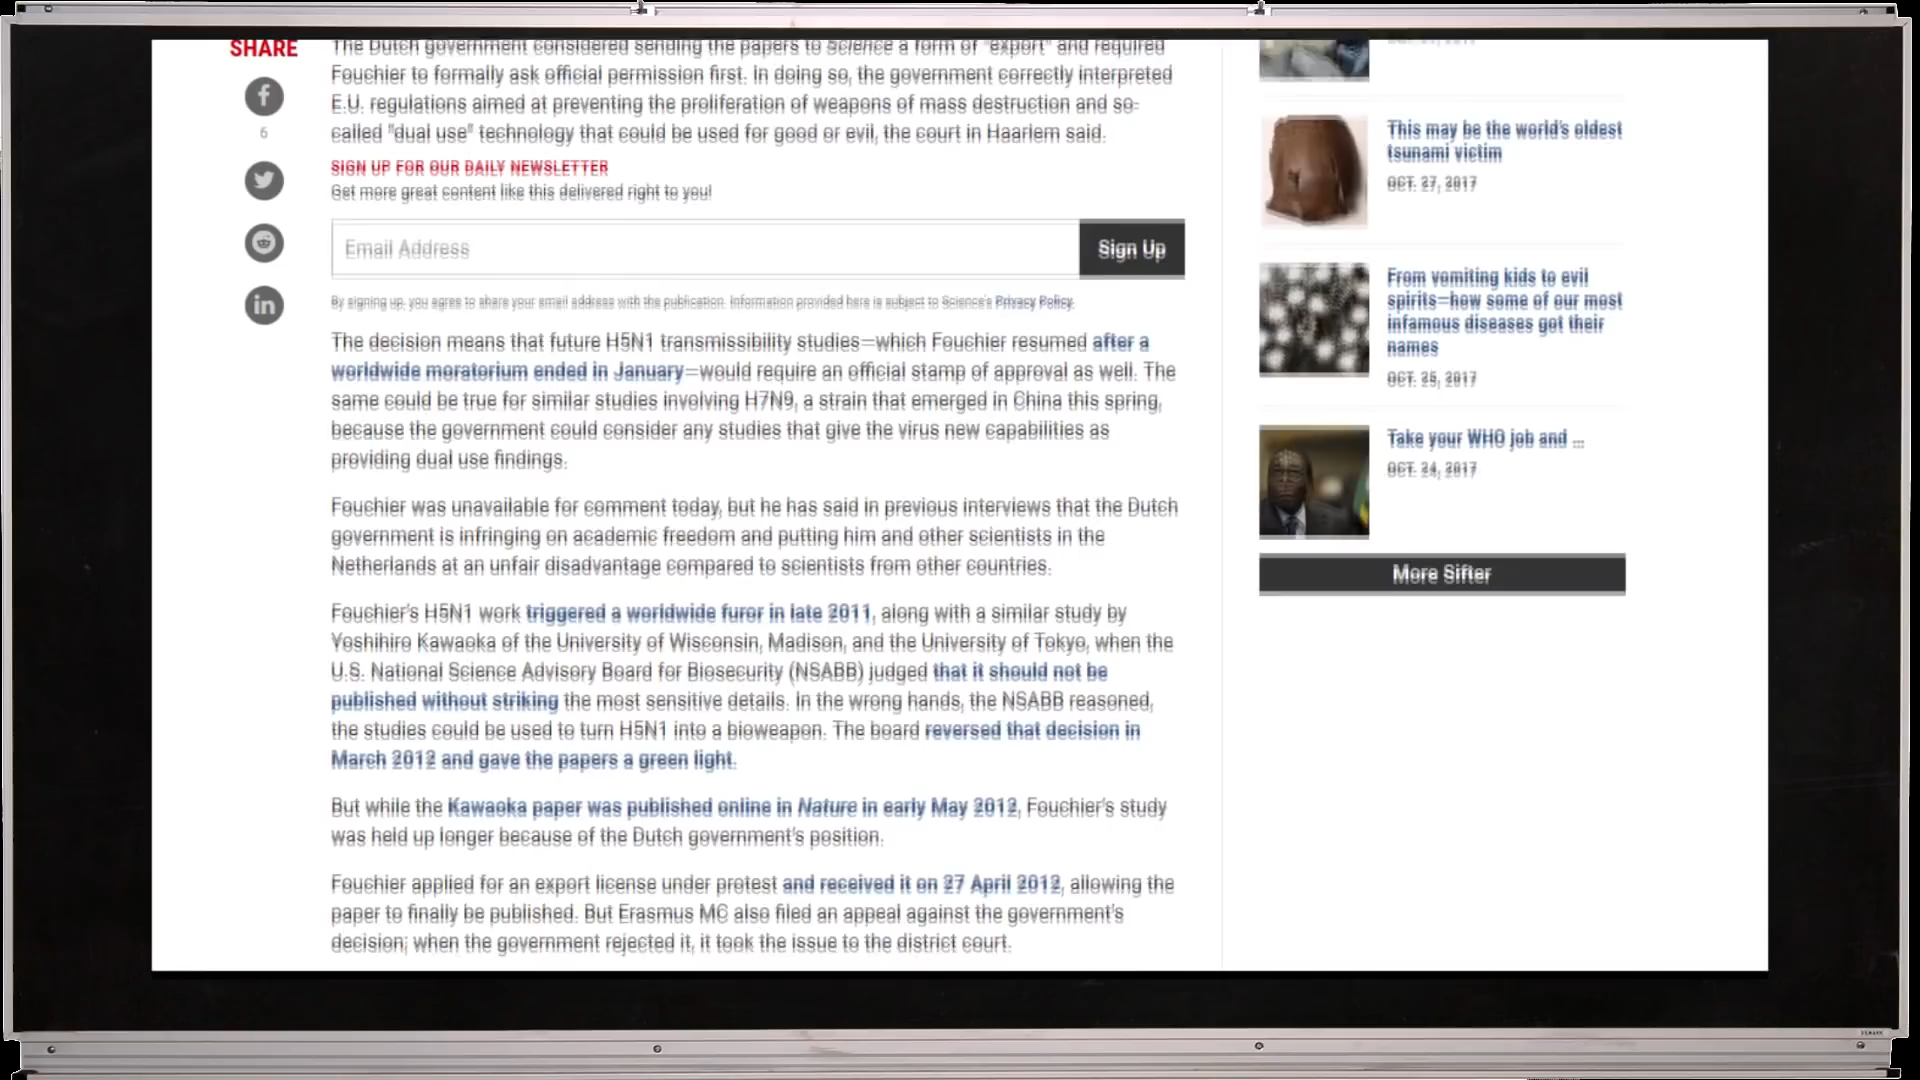 SHARE
6
The Dutch government considered sending the papers to Science a form of "export" and required
Fouchier to formally ask official permission first. In doing so, the government correctly interpreted
E.U. regulations aimed at preventing the proliferation of weapons of mass destruction and so-
called "dual use" technology that could be used for good or evil, the court in Haarlem said.
SIGN UP FOR OUR DAILY NEWSLETTER
Get more great content like this delivered right to you!
Email Address
Sign Up
By signing up, you agree to share your email address with the publication. Information provided here is subject to Science's Privacy Policy.
The decision means that future H5N1 transmissibility studies—which Fouchier resumed after a
worldwide moratorium ended in January—would require an official stamp of approval as well. The
same could be true for similar studies involving H7N9, a strain that emerged in China this spring,
because the government could consider any studies that give the virus new capabilities as
providing dual use findings.
Fouchier was unavailable for comment today, but he has said in previous interviews that the Dutch
government is infringing on academic freedom and putting him and other scientists in the
Netherlands at an unfair disadvantage compared to scientists from other countries.
Fouchier's H5N1 work triggered a worldwide furor in late 2011, along with a similar study by
Yoshihiro Kawaoka of the University of Wisconsin, Madison, and the University of Tokyo, when the
U.S. National Science Advisory Board for Biosecurity (NSABB) judged that it should not be
published without striking the most sensitive details. In the wrong hands, the NSABB reasoned,
the studies could be used to turn H5N1 into a bioweapon. The board reversed that decision in
March 2012 and gave the papers a green light.
But while the Kawaoka paper was published online in Nature in early May 2012, Fouchier's study
was held up longer because of the Dutch government's position.
Fouchier applied for an export license under protest and received it on 27 April 2012, allowing the
paper to finally be published. But Erasmus MC also filed an appeal against the government's
decision; when the government rejected it, it took the issue to the district court.
This may be the world's oldest
tsunami victim
OCT. 27, 2017
From vomiting kids to evil
spirits—how some of our most
infamous diseases got their
names
OCT. 25, 2017
Take your WHO job and ...
OCT. 24, 2017
More Sifter